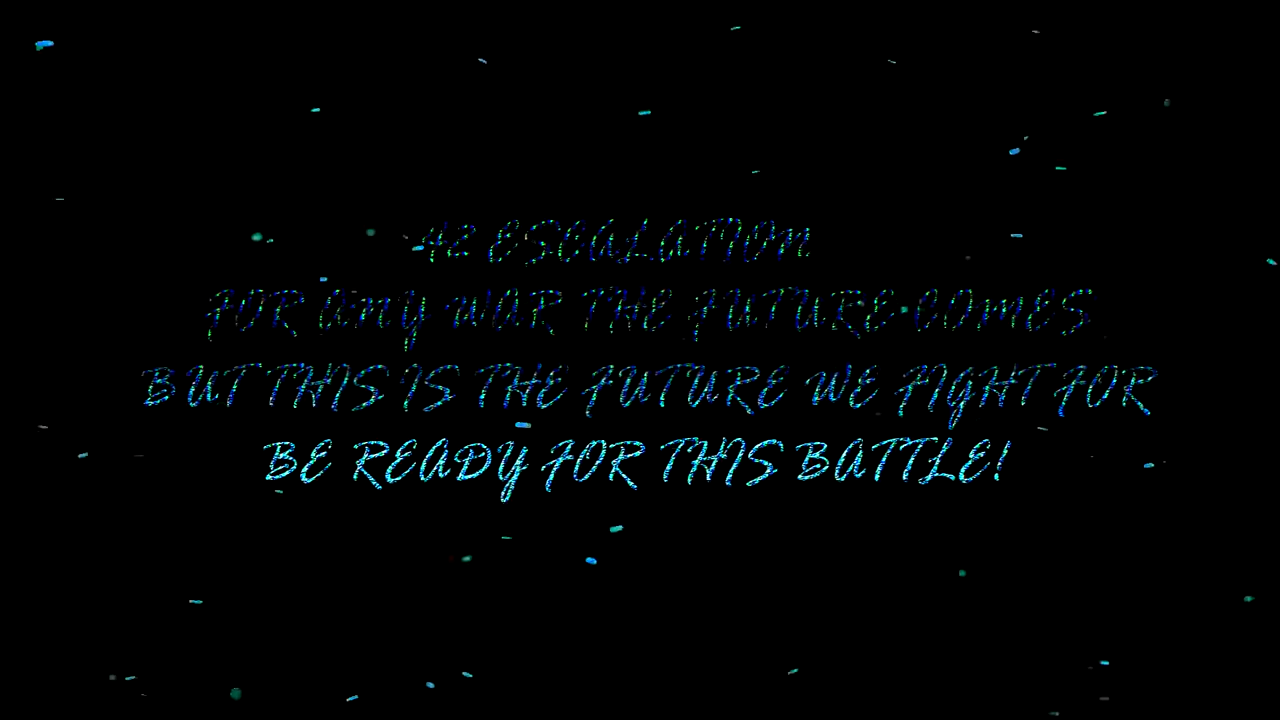 42 ESCALATION
FOR ANY WAR THE FUTURE COMES
BUT THIS IS THE FUTURE WE FIGHT FOR
BE READY FOR THIS BATTLE!